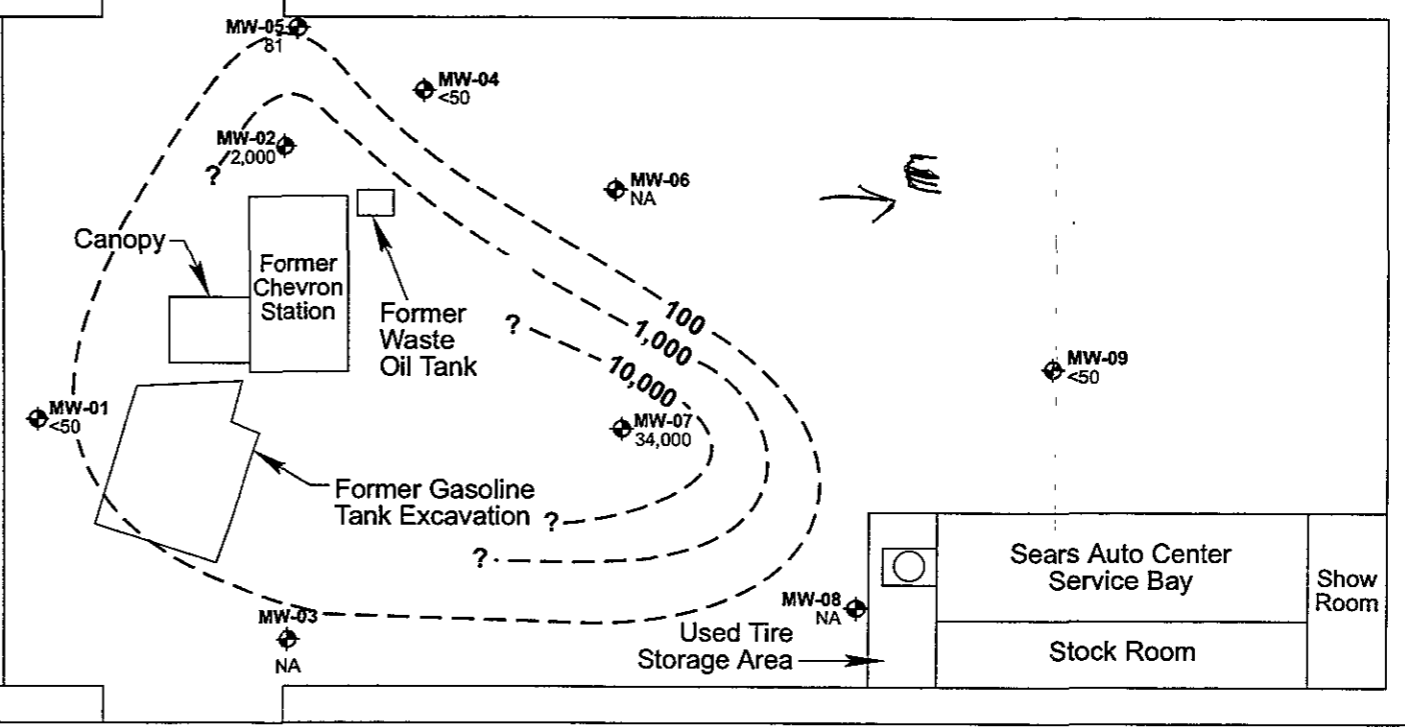 MW-05
81
MW-04
<50
MW-02
2,000
?
MW-06
NA
Canopy
Former
Chevron
Station
Former
Waste
Oil Tank
?
100
1,000
10,000
MW-09
<50
MW-01
<50
MW-07
34,000
Former Gasoline
Tank Excavation
?
?
MW-03
NA
MW-08
NA
Used Tire
Storage Area
Sears Auto Center
Service Bay
Stock Room
Show
Room